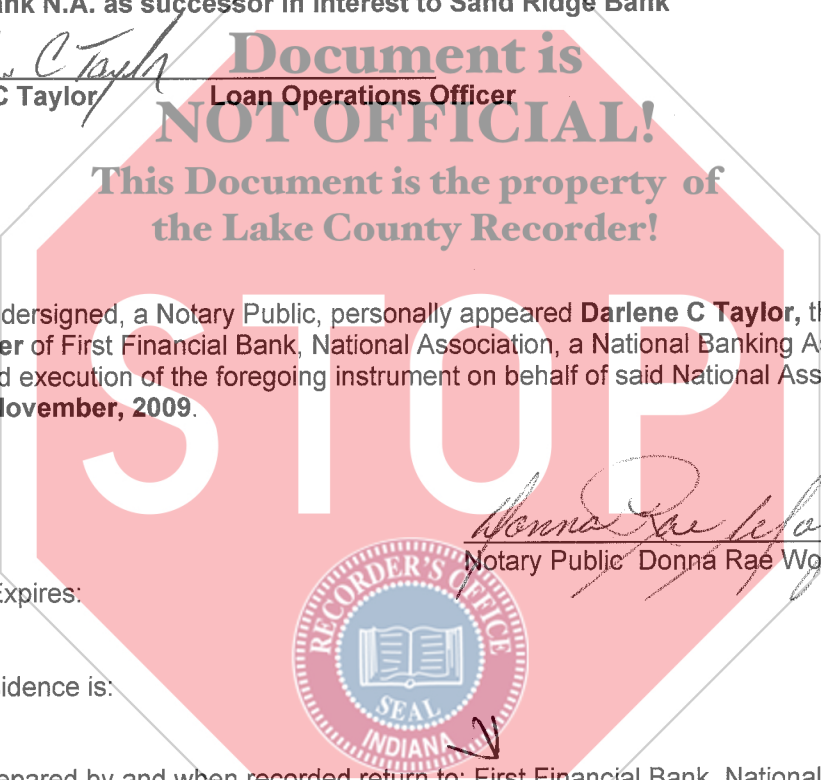 ank N.A. as successor in interest to Sand Ridge Bank
C Taylor
C Taylor Loan Operations Officer
Document is
NOT OFFICIAL!
This Document is the property of
the Lake County Recorder!
dersigned, a Notary Public, personally appeared Darlene C Taylor, th
er of First Financial Bank, National Association, a National Banking A
d execution of the foregoing instrument on behalf of said National Ass
November, 2009.
STOP
Donna Rae
Notary Public Donna Rae Wo
Expires:
RECORDER'S OFFICE
SEAL
INDIANA
sidence is:
epared by and when recorded return to: First Financial Bank, National